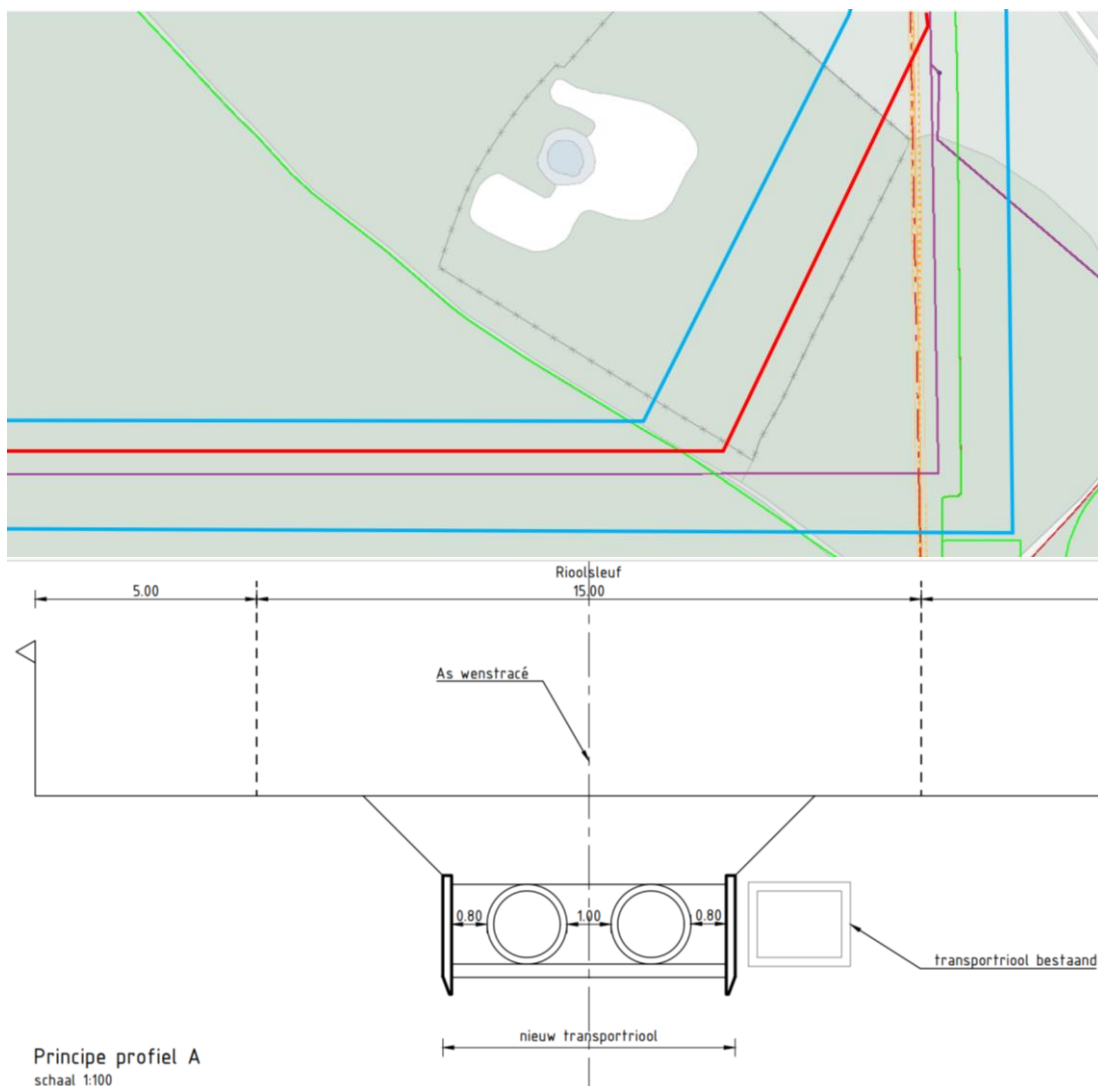 Rioolsleuf
5.00
15.00
As wenstracé
0.80
1.00
0.80
transportriool bestaand
nieuw transportriool
Principe profiel A
schaal 1:100